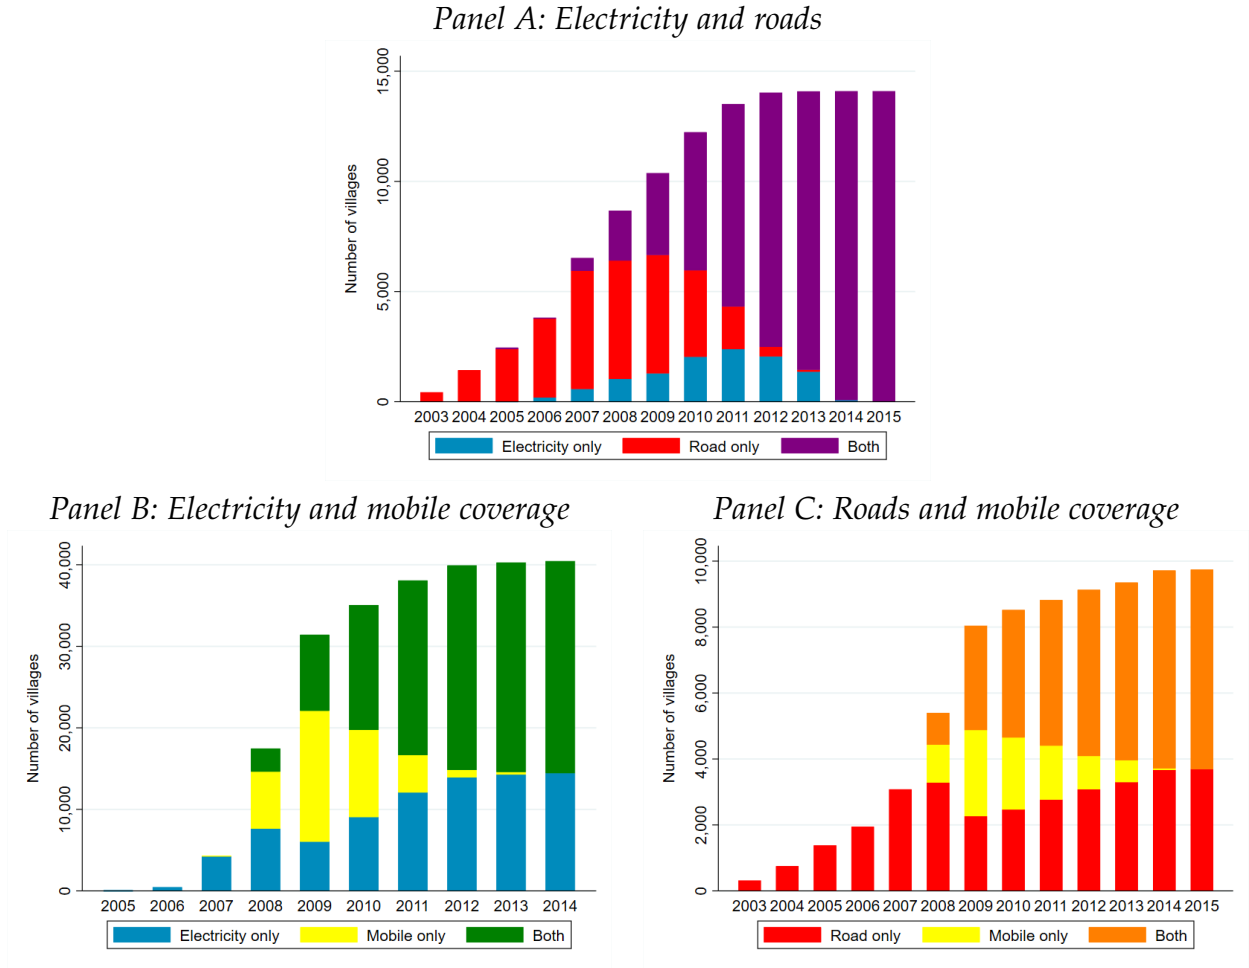 Panel A: Electricity and roads
Number of villages
15,000
10,000
5,000
0
2003 2004 2005 2006 2007 2008 2009 2010 2011 2012 2013 2014 2015
Electricity only Road only Both
Panel B: Electricity and mobile coverage
Number of villages
40,000
30,000
20,000
10,000
0
2005 2006 2007 2008 2009 2010 2011 2012 2013 2014
Electricity only Mobile only Both
Panel C: Roads and mobile coverage
Number of villages
10,000
8,000
6,000
4,000
2,000
0
2003 2004 2005 2006 2007 2008 2009 2010 2011 2012 2013 2014 2015
Road only Mobile only Both